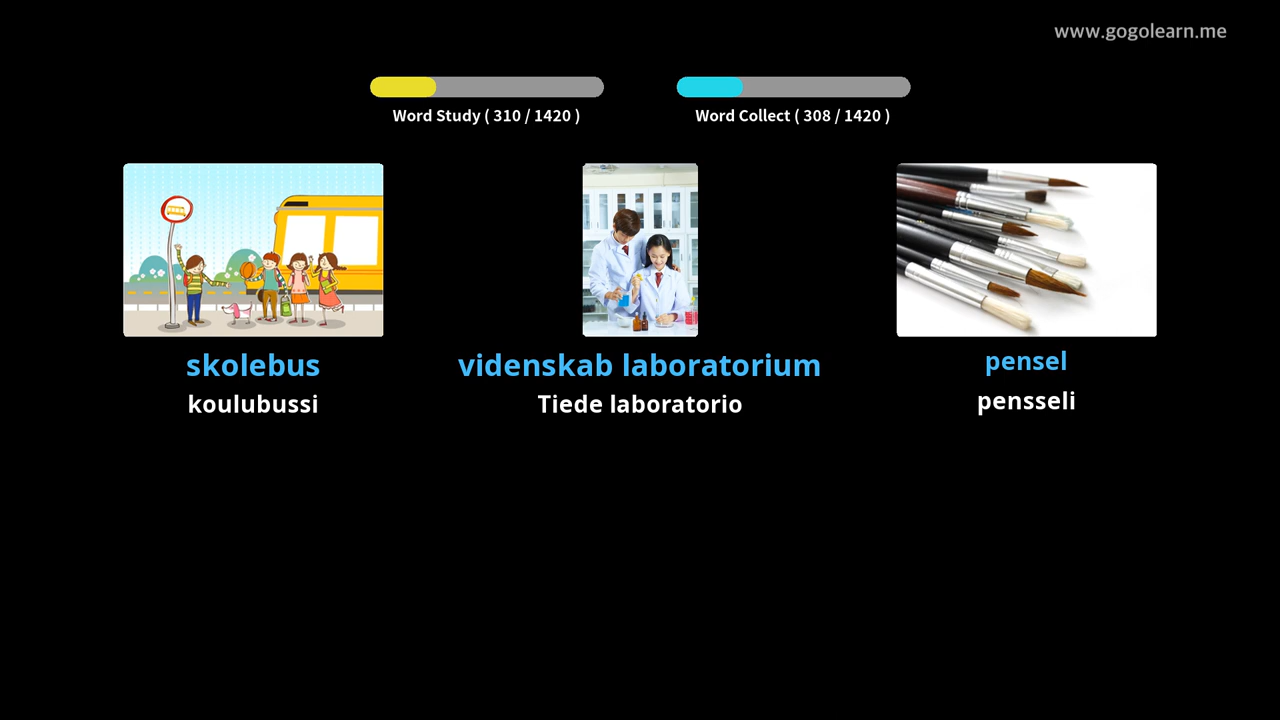 www.gogolearn.me
Word Study ( 310 / 1420 )
Word Collect ( 308 / 1420 )
skolebus
koulubussi
videnskab laboratorium
Tiede laboratorio
pensel
pensseli